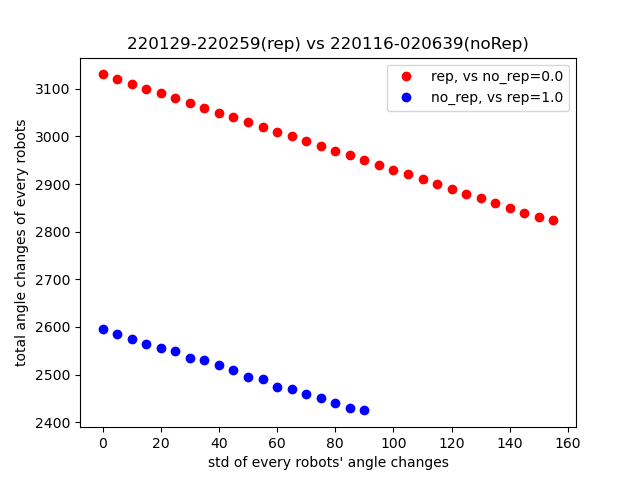 220129-220259(rep) vs 220116-020639(noRep)
rep, vs no_rep=0.0
no_rep, vs rep=1.0
total angle changes of every robots
3100
3000
2900
2800
2700
2600
2500
2400
0 20 40 60 80 100 120 140 160
std of every robots' angle changes